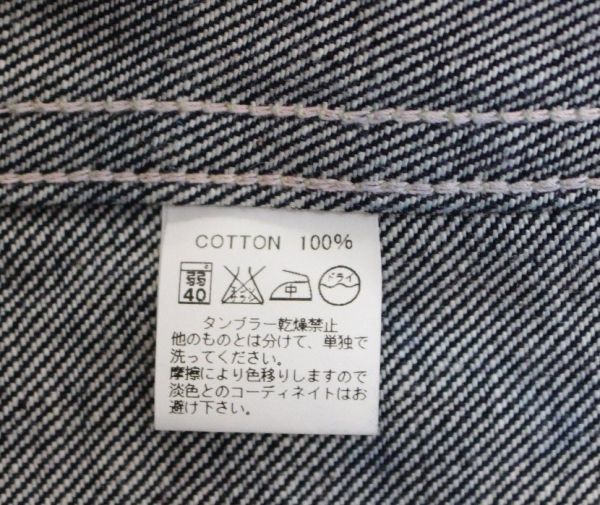 COTTON 100%
弱 40 エンソサラシ 中 ドライ
タンブラー乾燥禁止
他のものとは分けて、単独で
洗ってください。
摩擦により色移りしますので
淡色とのコーディネイトはお
避け下さい。